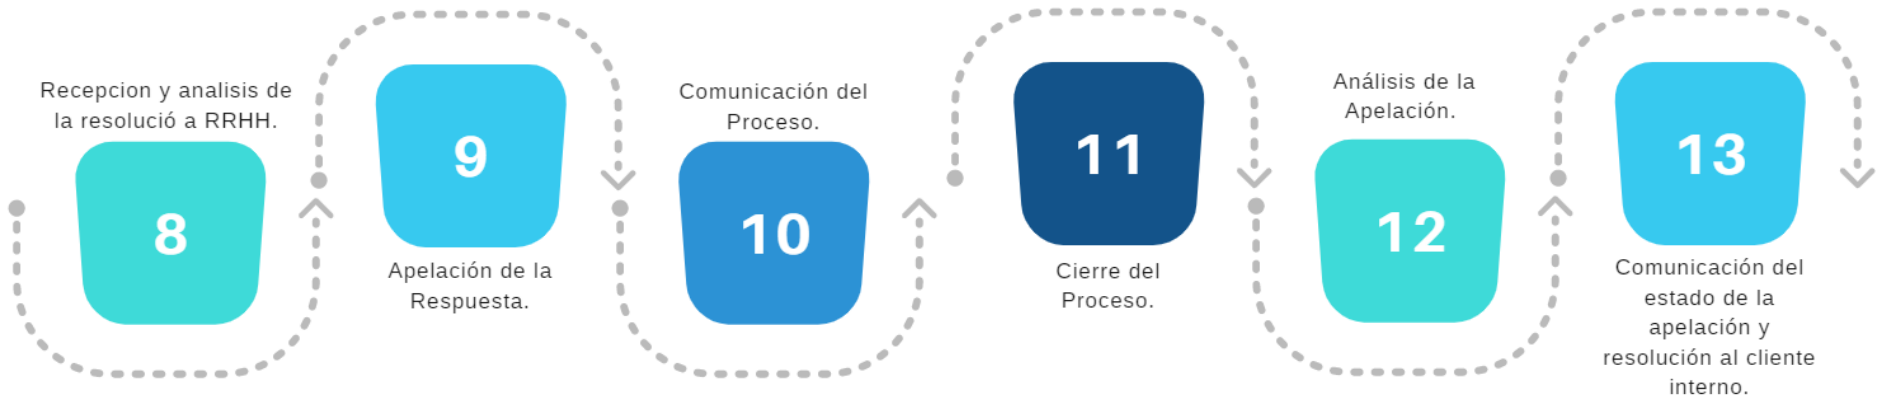 Recepcion y analisis de
la resolució a RRHH.
8
9
Apelación de la
Respuesta.
Comunicación del
Proceso.
10
11
Cierre del
Proceso.
Análisis de la
Apelación.
12
13
Comunicación del
estado de la
apelación y
resolución al cliente
interno.